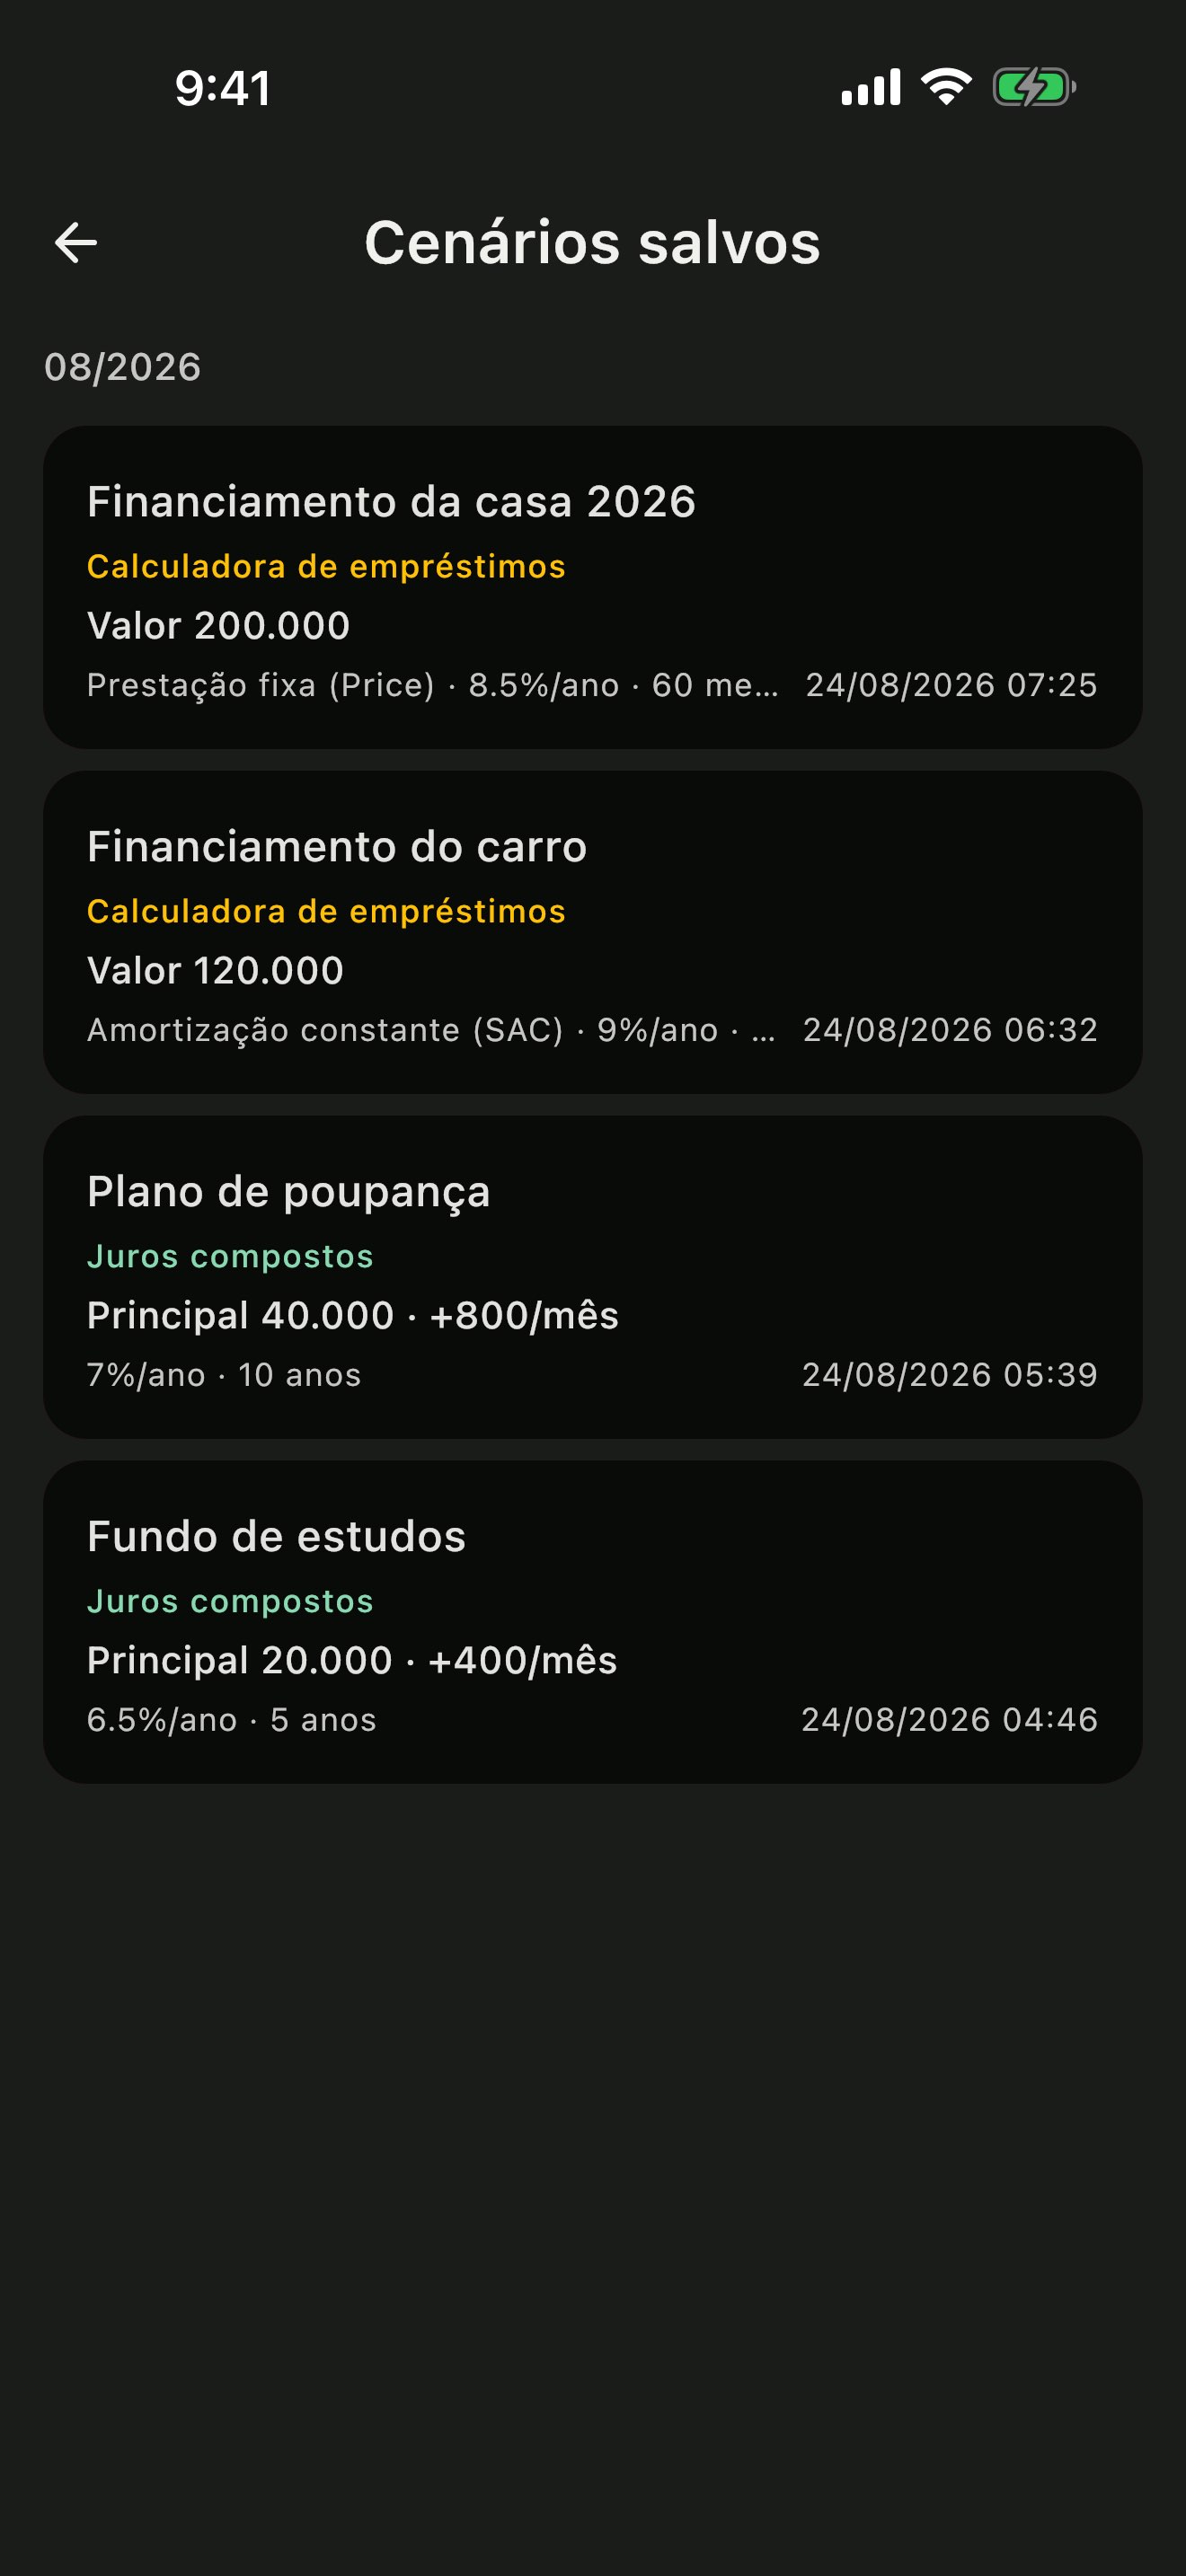 9:41
Cenários salvos
08/2026
Financiamento da casa 2026
Calculadora de empréstimos
Valor 200.000
Prestação fixa (Price) · 8.5%/ano · 60 me... 24/08/2026 07:25
Financiamento do carro
Calculadora de empréstimos
Valor 120.000
Amortização constante (SAC) · 9%/ano · ... 24/08/2026 06:32
Plano de poupança
Juros compostos
Principal 40.000 · +800/mês
7%/ano · 10 anos 24/08/2026 05:39
Fundo de estudos
Juros compostos
Principal 20.000 · +400/mês
6.5%/ano · 5 anos 24/08/2026 04:46